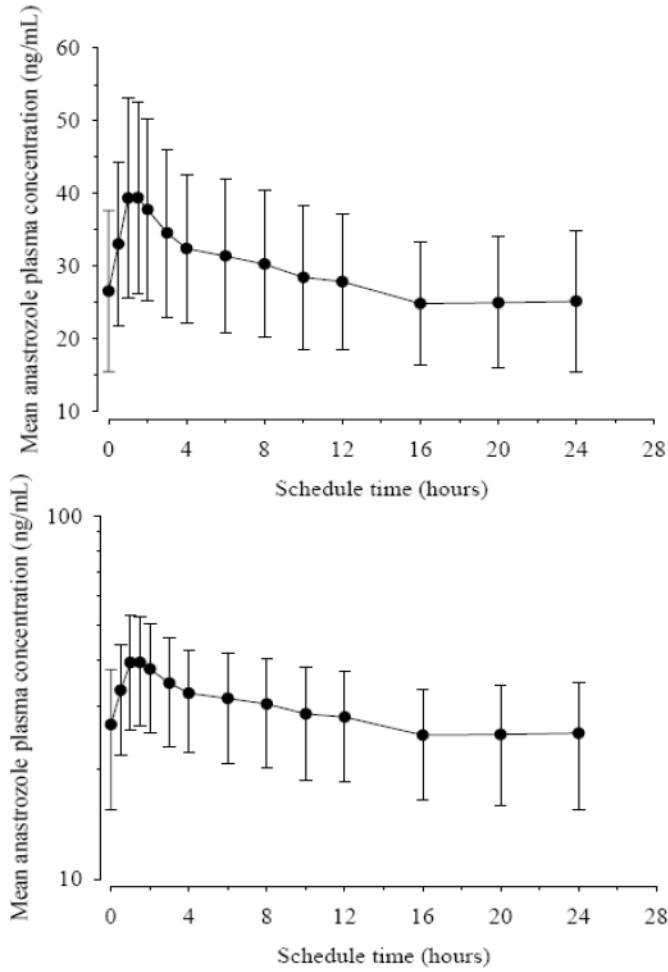 Mean anastrozole plasma concentration (ng/mL)
60
50
40
30
20
10
0 4 8 12 16 20 24 28
Schedule time (hours)
Mean anastrozole plasma concentration (ng/mL)
100
10
0 4 8 12 16 20 24 28
Schedule time (hours)